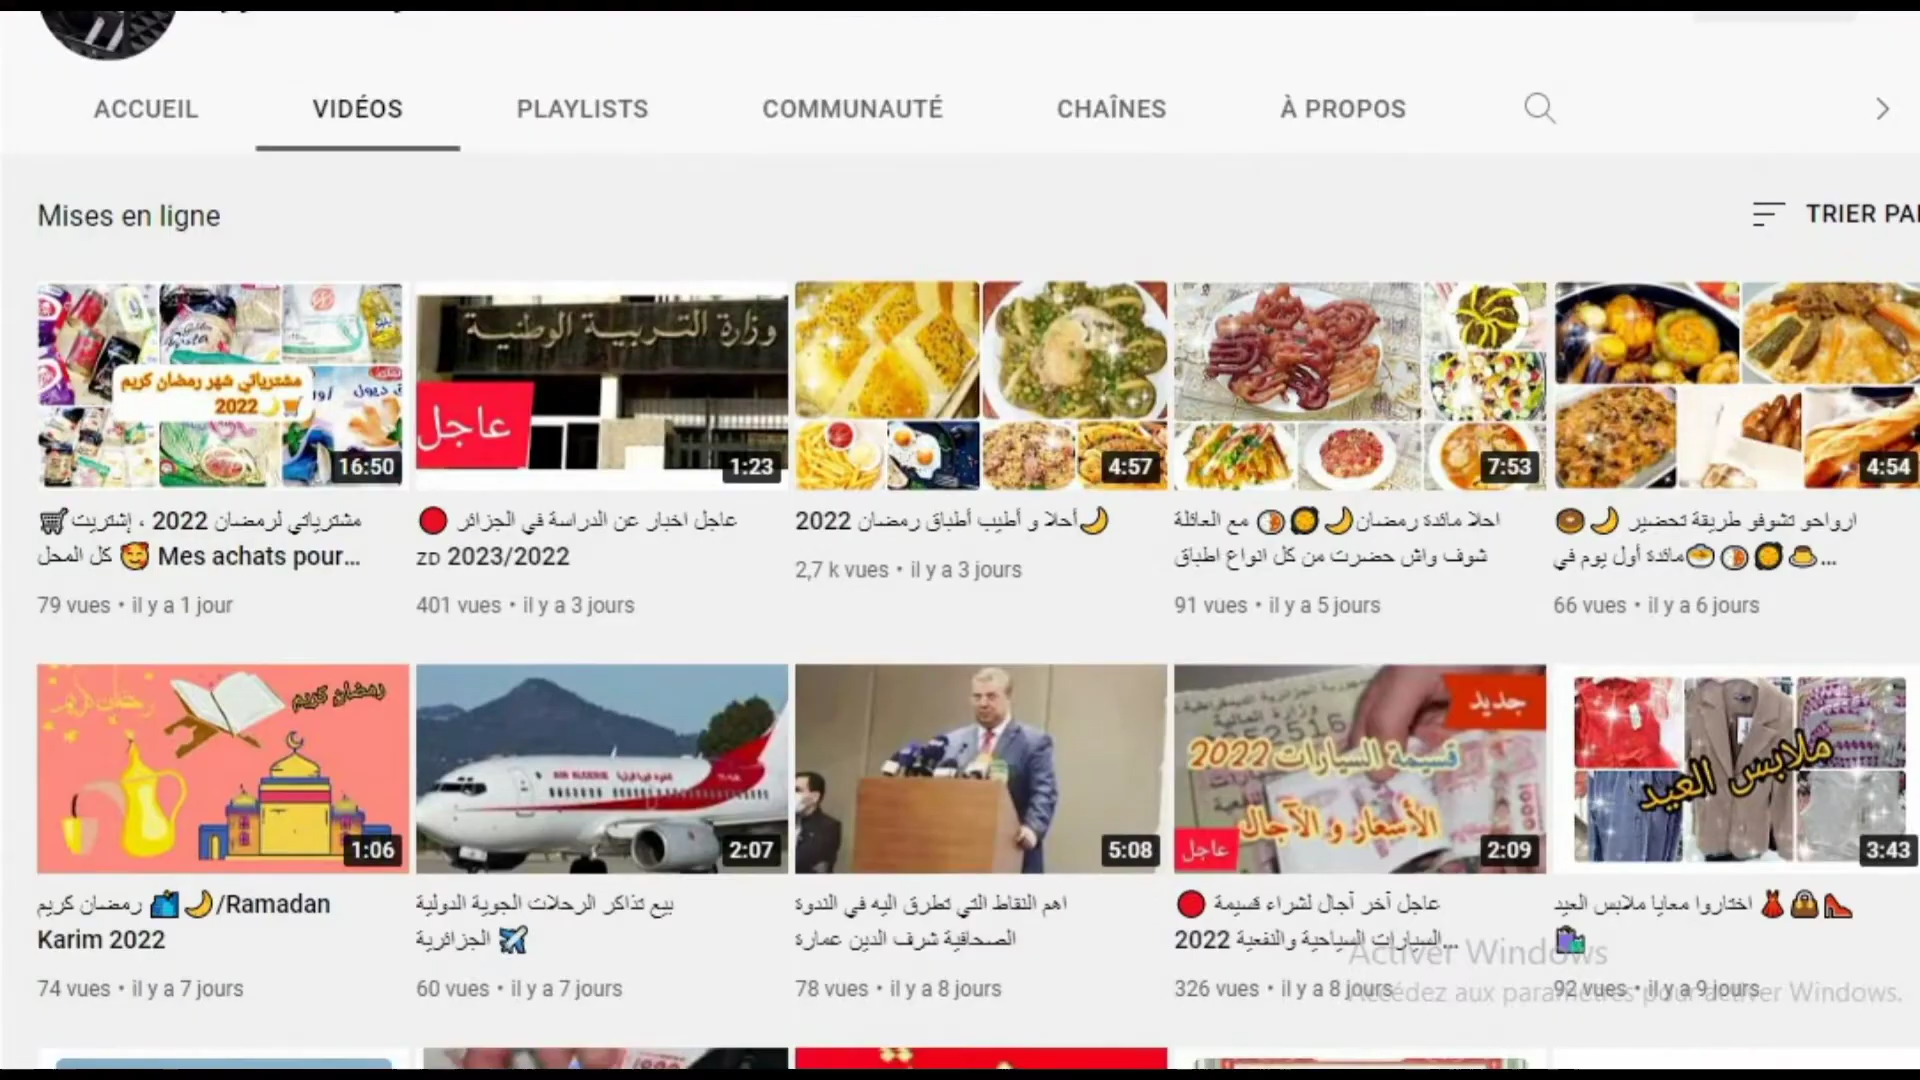 ACCUEIL
VIDÉOS
PLAYLISTS
COMMUNAUTÉ
CHAÎNES
À PROPOS
Mises en ligne
TRIER PA
مشترياتي شهر رمضان كريم
2022
16:50
وزارة التربية الوطنية
عاجل
1:23
4:57
7:53
4:54
مشترياتي لرمضان 2022 ، إشتريت
كل المحل Mes achats pour...
79 vues • il y a 1 jour
عاجل اخبار عن الدراسة في الجزائر
ZD 2023/2022
401 vues • il y a 3 jours
أحلا و أطيب أطباق رمضان 2022
2,7 k vues • il y a 3 jours
احلا مائدة رمضان مع العائلة
شوف واش حضرت من كل انواع اطباق
91 vues • il y a 5 jours
ارواحو تشوفو طريقة تحضير
مائدة أول يوم في...
66 vues • il y a 6 jours
رمضان كريم
1:06
AIR ALGERIE
2:07
5:08
جديد
قسيمة السيارات 2022
الأسعار و الآجال
عاجل
2:09
ملابس العيد
3:43
رمضان كريم /Ramadan
Karim 2022
74 vues • il y a 7 jours
بيع تذاكر الرحلات الجوية الدولية
الجزائرية
60 vues • il y a 7 jours
اهم النقاط التي تطرق اليه في الندوة
الصحافية شرف الدين عمارة
78 vues • il y a 8 jours
عاجل آخر آجال لشراء قسيمة
السيارات السياحية والنفعية 2022...
326 vues • il y a 8 jours
اختاروا معايا ملابس العيد
92 vues • il y a 9 jours
Activer Windows
Accédez aux paramètres pour activer Windows.